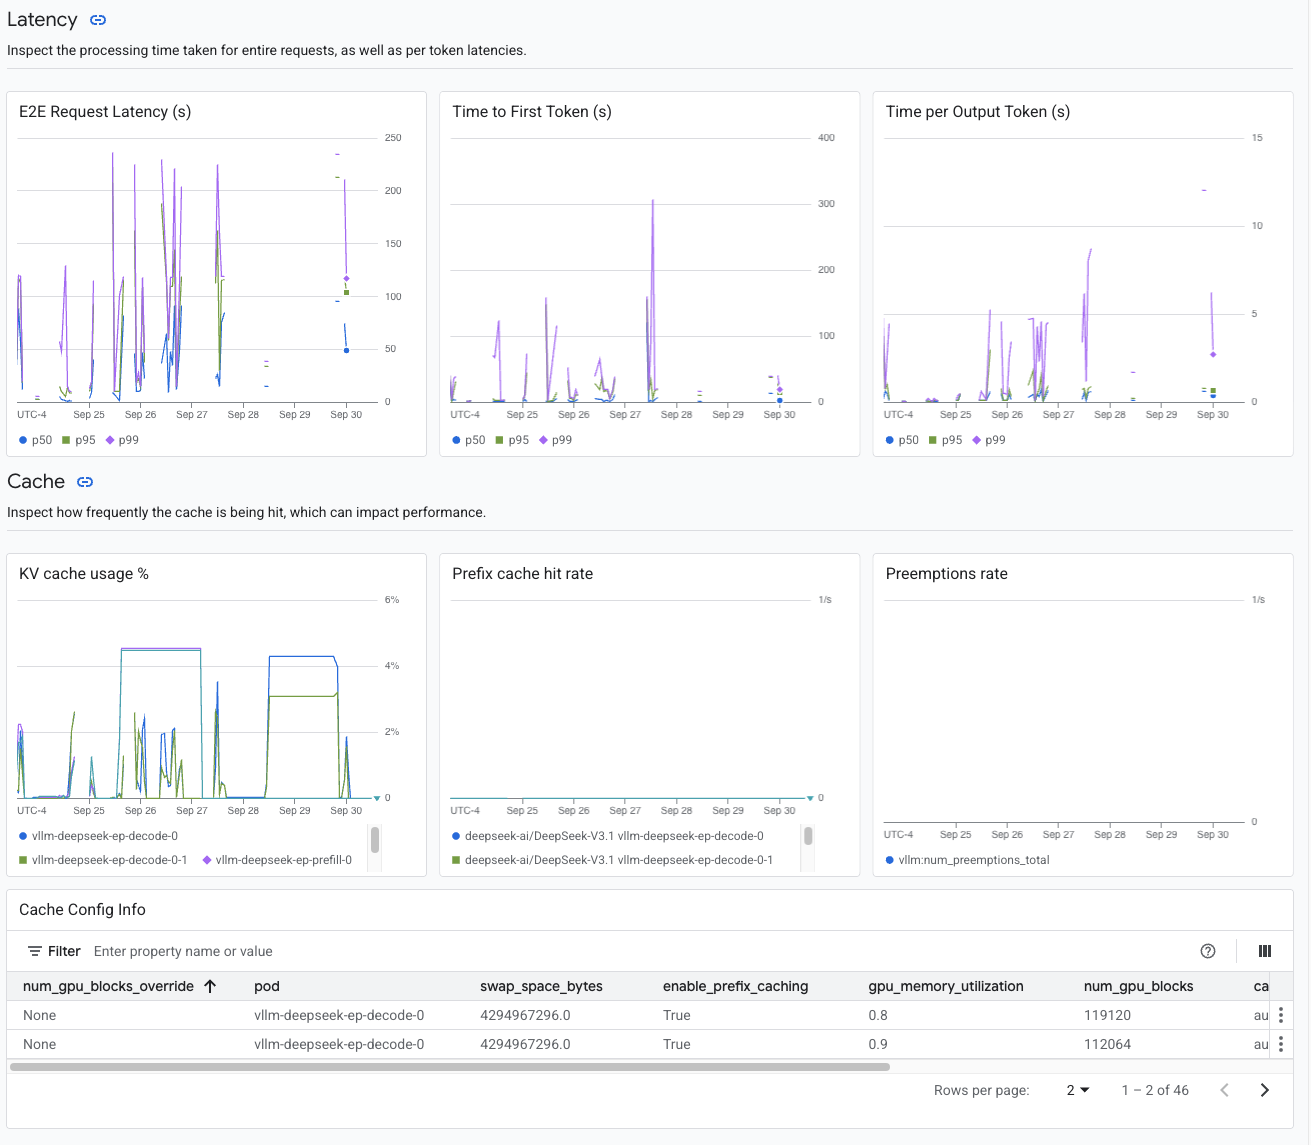 Latency
Inspect the processing time taken for entire requests, as well as per token latencies.
E2E Request Latency (s)
250
200
150
100
50
0
UTC-4 Sep 25 Sep 26 Sep 27 Sep 28 Sep 29 Sep 30
p50 p95 p99
Time to First Token (s)
400
300
200
100
0
UTC-4 Sep 25 Sep 26 Sep 27 Sep 28 Sep 29 Sep 30
p50 p95 p99
Time per Output Token (s)
15
10
5
0
UTC-4 Sep 25 Sep 26 Sep 27 Sep 28 Sep 29 Sep 30
p50 p95 p99
Cache
Inspect how frequently the cache is being hit, which can impact performance.
KV cache usage %
6%
4%
2%
0
UTC-4 Sep 25 Sep 26 Sep 27 Sep 28 Sep 29 Sep 30
vllm-deepseek-ep-decode-0
vllm-deepseek-ep-decode-0-1 vllm-deepseek-ep-prefill-0
Prefix cache hit rate
1/s
0
UTC-4 Sep 25 Sep 26 Sep 27 Sep 28 Sep 29 Sep 30
deepseek-ai/DeepSeek-V3.1 vllm-deepseek-ep-decode-0
deepseek-ai/DeepSeek-V3.1 vllm-deepseek-ep-decode-0-1
Preemptions rate
1/s
0
UTC-4 Sep 25 Sep 26 Sep 27 Sep 28 Sep 29 Sep 30
vllm:num_preemptions_total
Cache Config Info
Filter Enter property name or value
num_gpu_blocks_override pod swap_space_bytes enable_prefix_caching gpu_memory_utilization num_gpu_blocks ca
None vllm-deepseek-ep-decode-0 4294967296.0 True 0.8 119120 au
None vllm-deepseek-ep-decode-0 4294967296.0 True 0.9 112064 au
Rows per page: 2 1 – 2 of 46